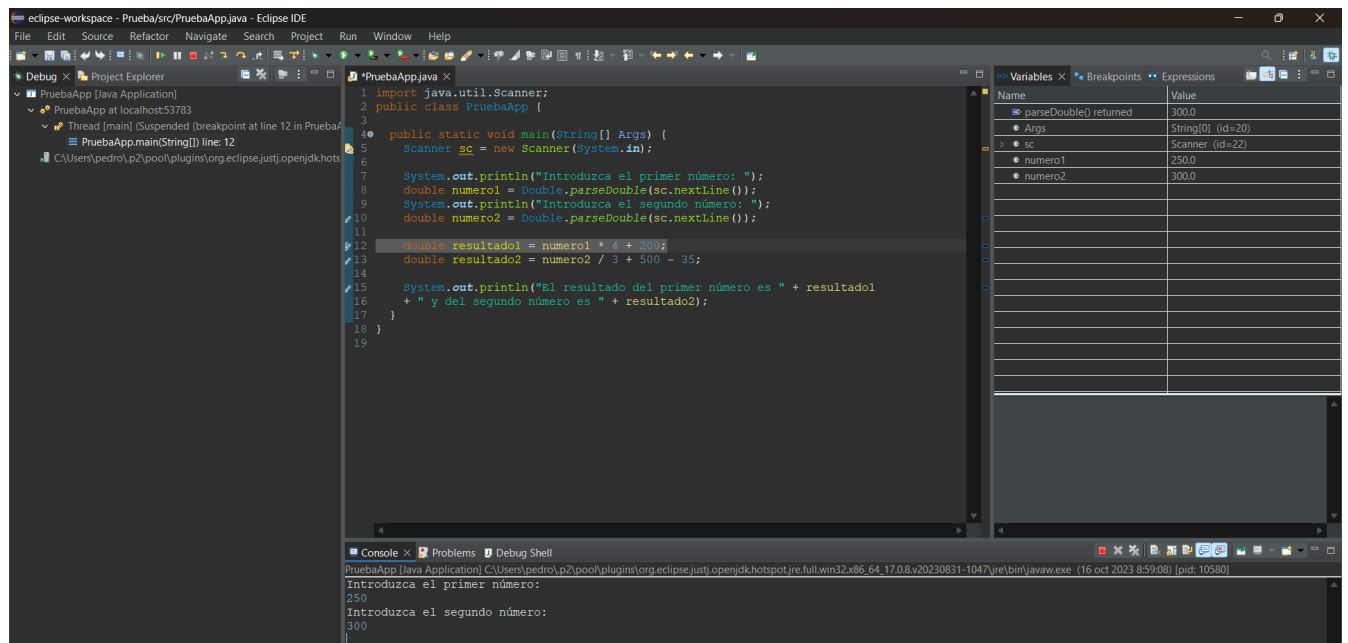 eclipse-workspace - Prueba/src/PruebaApp.java - Eclipse IDE
File Edit Source Refactor Navigate Search Project Run Window Help
Debug Project Explorer
PruebaApp [Java Application]
PruebaApp at localhost:53783
Thread [main] (Suspended (breakpoint at line 12 in PruebaA
PruebaApp.main(String[]) line: 12
C:\Users\pedro\.p2\pool\plugins\org.eclipse.justj.openjdk.hots
*PruebaApp.java
1 import java.util.Scanner;
2 public class PruebaApp {
3
4 public static void main(String[] Args) {
5 Scanner sc = new Scanner(System.in);
6
7 System.out.println("Introduzca el primer número: ");
8 double numero1 = Double.parseDouble(sc.nextLine());
9 System.out.println("Introduzca el segundo número: ");
10 double numero2 = Double.parseDouble(sc.nextLine());
11
12 double resultado1 = numero1 * 4 + 200;
13 double resultado2 = numero2 / 3 + 500 - 35;
14
15 System.out.println("El resultado del primer número es " + resultado1
16 + " y del segundo número es " + resultado2);
17 }
18 }
19
Variables Breakpoints Expressions
Name Value
parseDouble() returned 300.0
Args String[0] (id=20)
sc Scanner (id=22)
numero1 250.0
numero2 300.0
Console Problems Debug Shell
PruebaApp [Java Application] C:\Users\pedro\.p2\pool\plugins\org.eclipse.justj.openjdk.hotspot.jre.full.win32.x86_64_17.0.8.v20230831-1047\jre\bin\javaw.exe (16 oct 2023 8:59:08) [pid: 10580]
Introduzca el primer número:
250
Introduzca el segundo número:
300